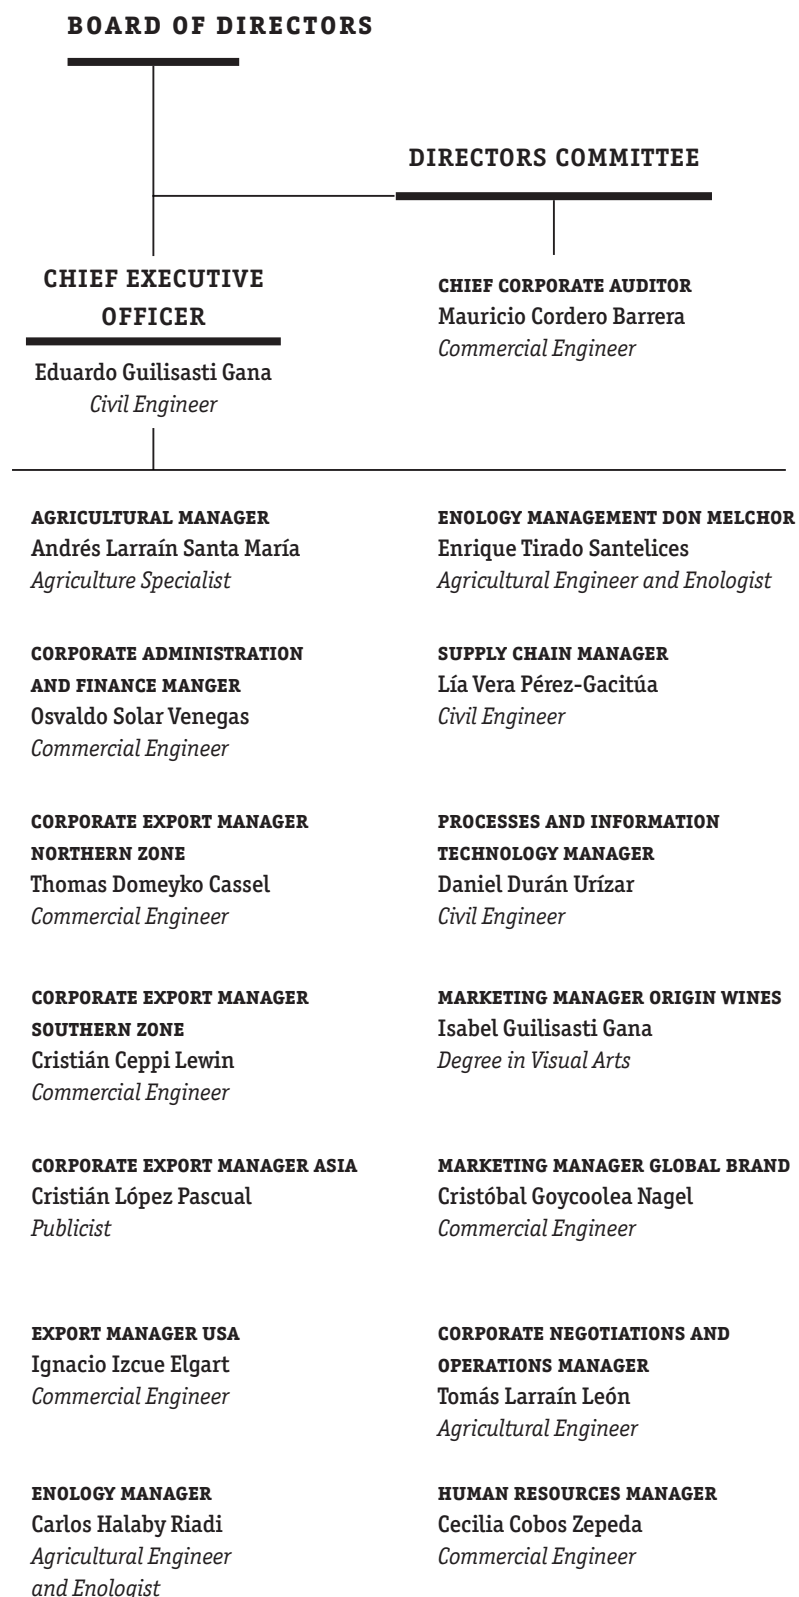 BOARD OF DIRECTORS
DIRECTORS COMMITTEE
CHIEF EXECUTIVE
OFFICER
Eduardo Guilisasti Gana
Civil Engineer
CHIEF CORPORATE AUDITOR
Mauricio Cordero Barrera
Commercial Engineer
AGRICULTURAL MANAGER
Andrés Larraín Santa María
Agriculture Specialist
CORPORATE ADMINISTRATION
AND FINANCE MANGER
Osvaldo Solar Venegas
Commercial Engineer
CORPORATE EXPORT MANAGER
NORTHERN ZONE
Thomas Domeyko Cassel
Commercial Engineer
CORPORATE EXPORT MANAGER
SOUTHERN ZONE
Cristián Ceppi Lewin
Commercial Engineer
CORPORATE EXPORT MANAGER ASIA
Cristián López Pascual
Publicist
EXPORT MANAGER USA
Ignacio Izcue Elgart
Commercial Engineer
ENOLOGY MANAGER
Carlos Halaby Riadi
Agricultural Engineer
and Enologist
ENOLOGY MANAGEMENT DON MELCHOR
Enrique Tirado Santelices
Agricultural Engineer and Enologist
SUPPLY CHAIN MANAGER
Lía Vera Pérez-Gacitúa
Civil Engineer
PROCESSES AND INFORMATION
TECHNOLOGY MANAGER
Daniel Durán Urízar
Civil Engineer
MARKETING MANAGER ORIGIN WINES
Isabel Guilisasti Gana
Degree in Visual Arts
MARKETING MANAGER GLOBAL BRAND
Cristóbal Goycoolea Nagel
Commercial Engineer
CORPORATE NEGOTIATIONS AND
OPERATIONS MANAGER
Tomás Larraín León
Agricultural Engineer
HUMAN RESOURCES MANAGER
Cecilia Cobos Zepeda
Commercial Engineer